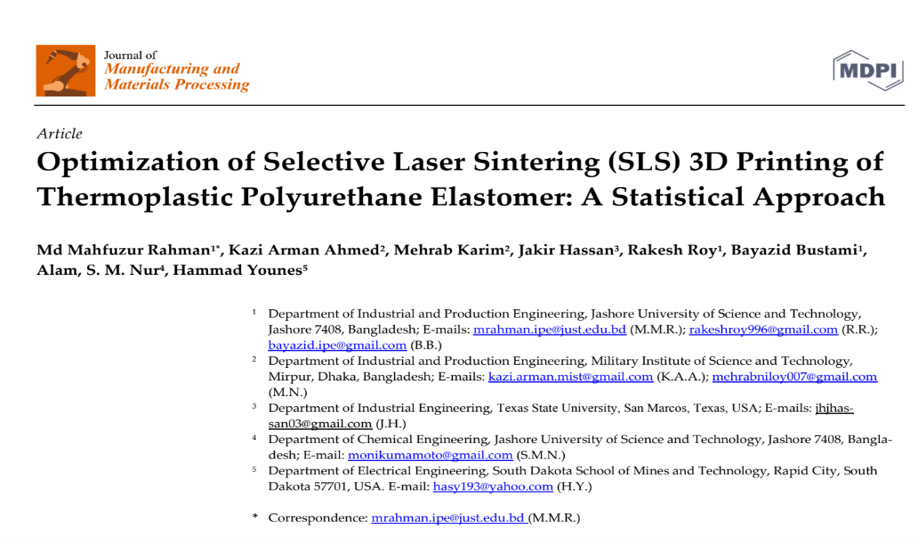 Journal of
Manufacturing and
Materials Processing
MDPI
Article
Optimization of Selective Laser Sintering (SLS) 3D Printing of
Thermoplastic Polyurethane Elastomer: A Statistical Approach
Md Mahfuzur Rahman¹*, Kazi Arman Ahmed², Mehrab Karim², Jakir Hassan³, Rakesh Roy¹, Bayazid Bustami¹,
Alam, S. M. Nur⁴, Hammad Younes⁵
¹ Department of Industrial and Production Engineering, Jashore University of Science and Technology,
Jashore 7408, Bangladesh; E-mails: mrahman.ipe@just.edu.bd (M.M.R.); rakeshroy996@gmail.com (R.R.);
bayazid.ipe@gmail.com (B.B.)
² Department of Industrial and Production Engineering, Military Institute of Science and Technology,
Mirpur, Dhaka, Bangladesh; E-mails: kazi.arman.mist@gmail.com (K.A.A.); mehrabniloy007@gmail.com
(M.N.)
³ Department of Industrial Engineering, Texas State University, San Marcos, Texas, USA; E-mails: jhjhas-
san03@gmail.com (J.H.)
⁴ Department of Chemical Engineering, Jashore University of Science and Technology, Jashore 7408, Bangla-
desh; E-mail: monikumamoto@gmail.com (S.M.N.)
⁵ Department of Electrical Engineering, South Dakota School of Mines and Technology, Rapid City, South
Dakota 57701, USA. E-mail: hasy193@yahoo.com (H.Y.)
* Correspondence: mrahman.ipe@just.edu.bd (M.M.R.)